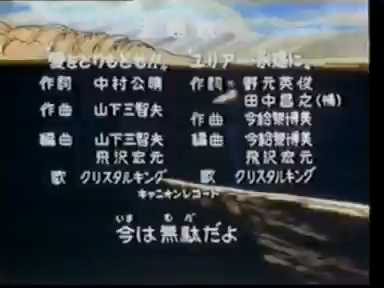 愛をとりもどせ!!
作詞 中村公晴
作曲 山下三智夫
編曲 山下三智夫
飛沢宏元
歌 クリスタルキング
ユリア…永遠に
作詞 野元英俊
田中昌之(補)
作曲 今給黎博美
編曲 今給黎博美
飛沢宏元
歌 クリスタルキング
キャニオンレコード
いま むだ
今は無駄だよ